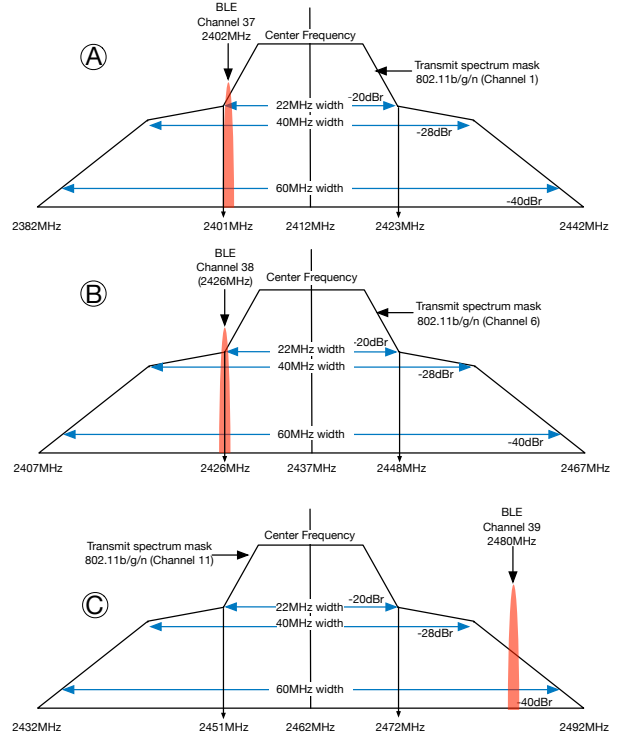 BLE
Channel 37
2402MHz
Center Frequency
A
Transmit spectrum mask
802.11b/g/n (Channel 1)
22MHz width
-20dBr
40MHz width
-28dBr
60MHz width
-40dBr
2382MHz
2401MHz
2412MHz
2423MHz
2442MHz
BLE
Channel 38
(2426MHz)
Center Frequency
B
Transmit spectrum mask
802.11b/g/n (Channel 6)
22MHz width
-20dBr
40MHz width
-28dBr
60MHz width
-40dBr
2407MHz
2426MHz
2437MHz
2448MHz
2467MHz
BLE
Channel 39
2480MHz
Center Frequency
Transmit spectrum mask
802.11b/g/n (Channel 11)
C
22MHz width
-20dBr
40MHz width
-28dBr
60MHz width
-40dBr
2432MHz
2451MHz
2462MHz
2472MHz
2492MHz